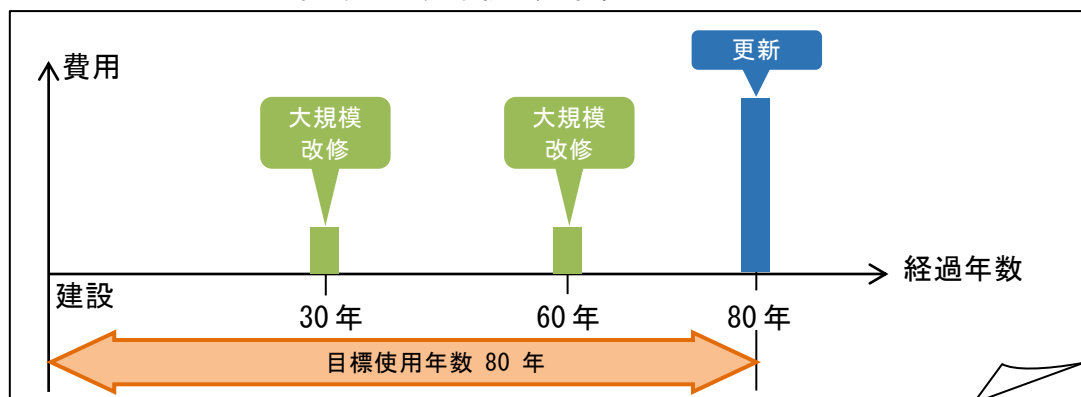 更新
費用
大規模
改修
大規模
改修
経過年数
建設
30 年
60 年
80 年
目標使用年数 80 年